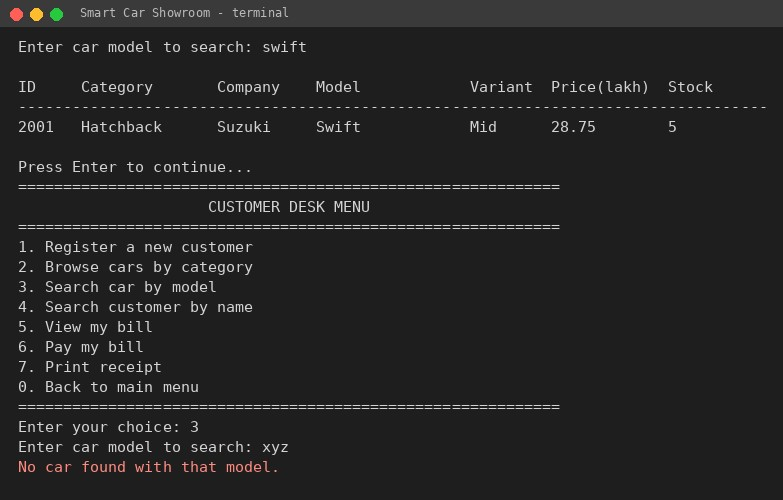 Smart Car Showroom - terminal
Enter car model to search: swift
ID     Category       Company    Model            Variant  Price(lakh)  Stock
-----------------------------------------------------------------------------------
2001   Hatchback      Suzuki     Swift            Mid      28.75        5
Press Enter to continue...
============================================================
                     CUSTOMER DESK MENU
============================================================
1. Register a new customer
2. Browse cars by category
3. Search car by model
4. Search customer by name
5. View my bill
6. Pay my bill
7. Print receipt
0. Back to main menu
============================================================
Enter your choice: 3
Enter car model to search: xyz
No car found with that model.